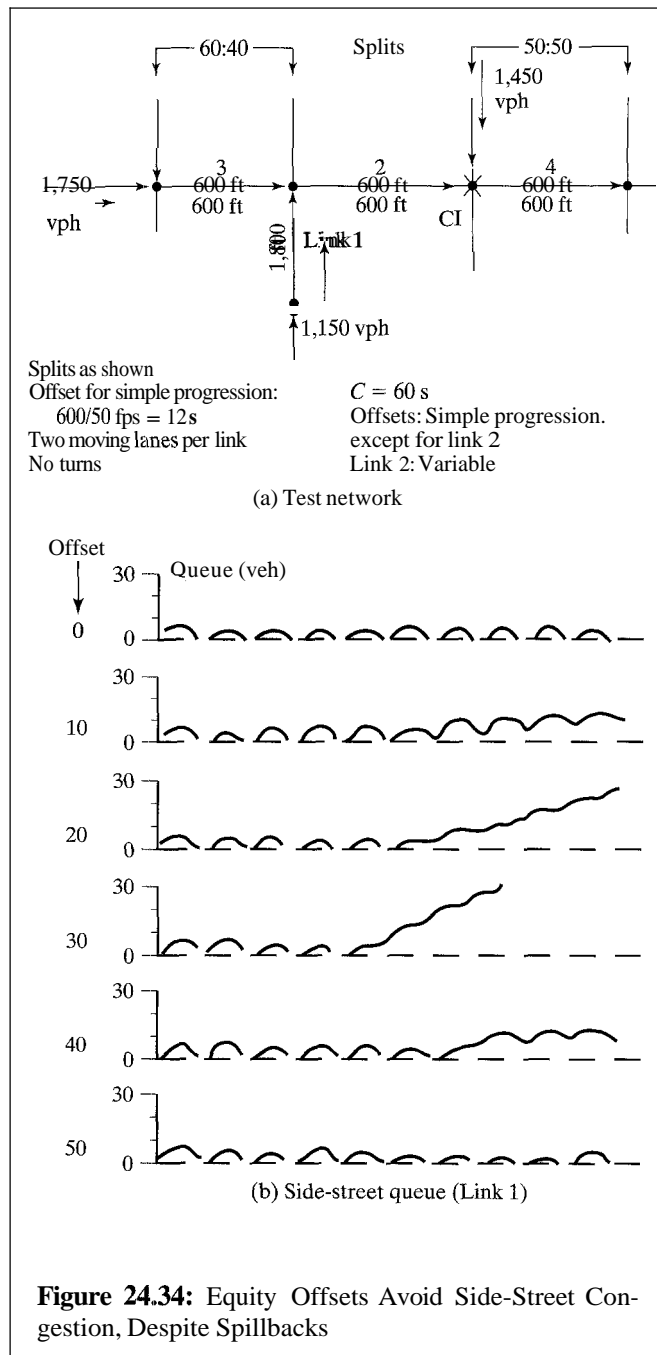 60:40 Splits 50:50
1,450
vph
3 2 4
1,750 600 ft 600 ft 600 ft
600 ft 600 ft 600 ft
vph
CI
Link 1
1,150 vph
Splits as shown
Offset for simple progression:
600/50 fps = 12s
Two moving lanes per link
No turns
C = 60 s
Offsets: Simple progression.
except for link 2
Link 2: Variable
(a) Test network
Offset
Queue (veh)
30
0 0
30
10 0
30
20 0
30
30 0
30
40 0
30
50 0
(b) Side-street queue (Link 1)
Figure 24.34: Equity Offsets Avoid Side-Street Con-
gestion, Despite Spillbacks